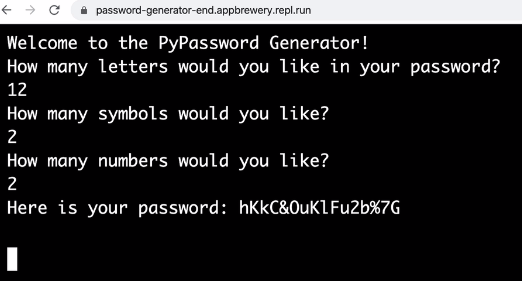 password-generator-end.appbrewery.repl.run
Welcome to the PyPassword Generator!
How many letters would you like in your password?
12
How many symbols would you like?
2
How many numbers would you like?
2
Here is your password: hKkC&OuKlFu2b%7G